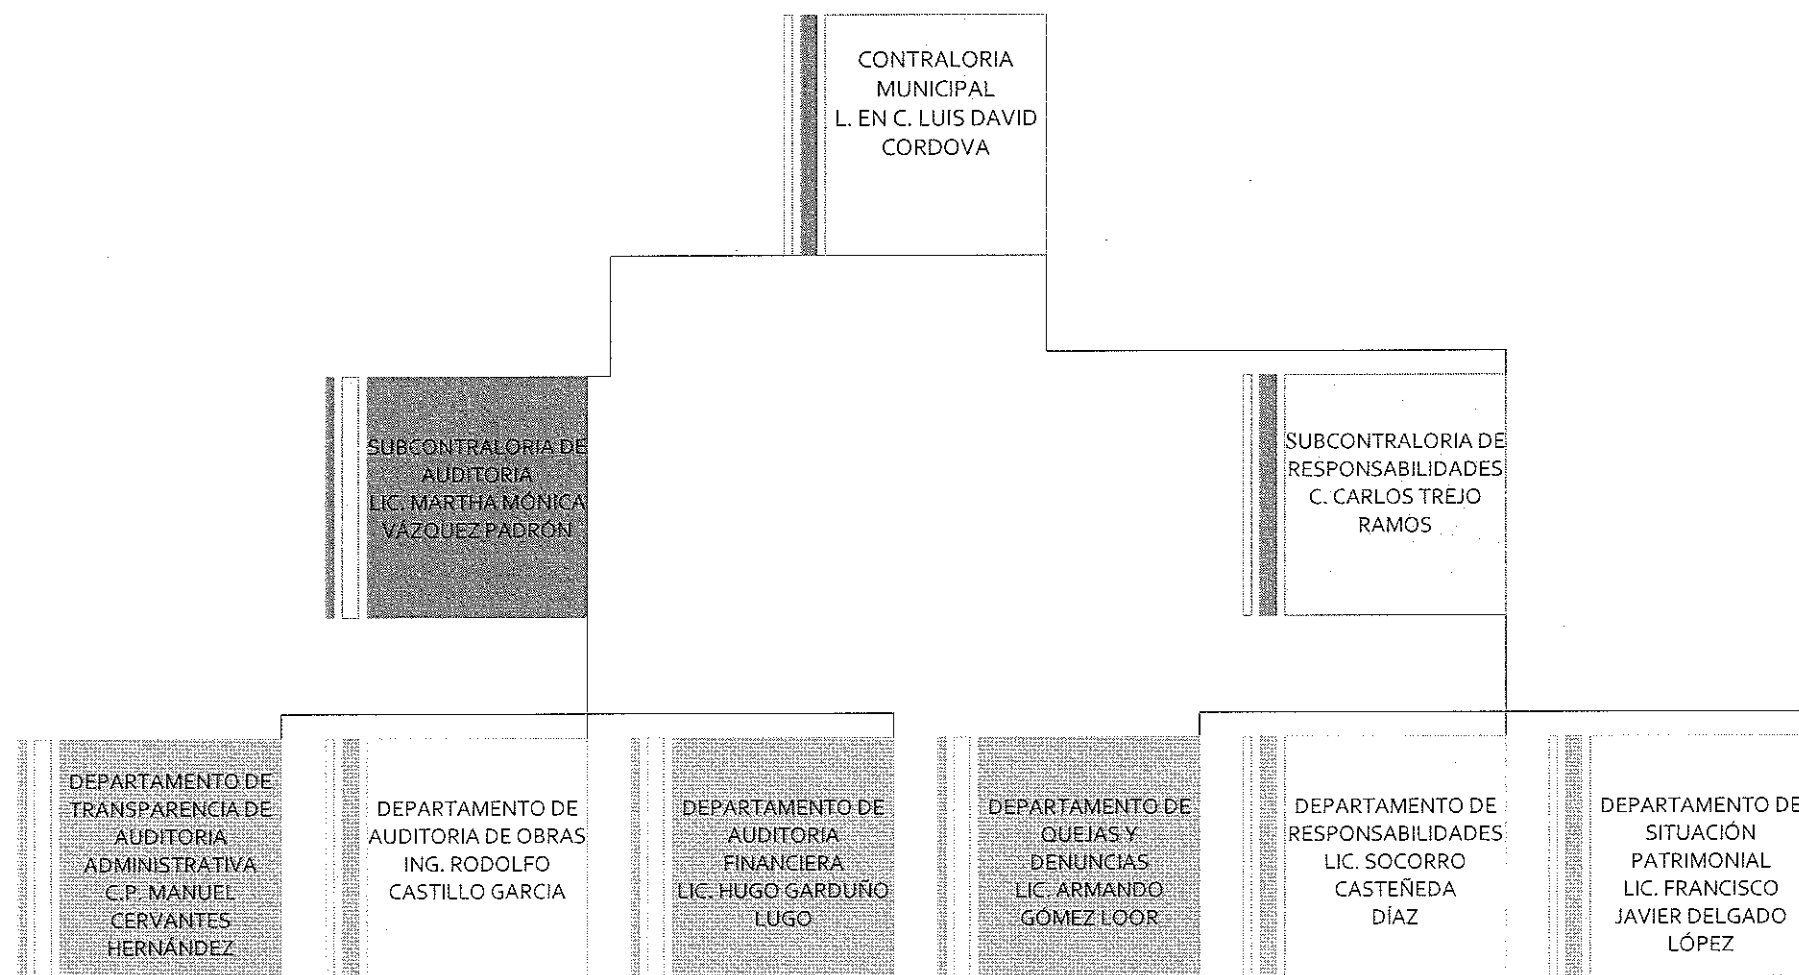 CONTRALORIA
MUNICIPAL
L. EN C. LUIS DAVID
CORDOVA
SUBCONTRALORIA DE
AUDITORIA
LIC. MARTHA MÓNICA
VÁZQUEZ PADRÓN
SUBCONTRALORIA DE
RESPONSABILIDADES
C. CARLOS TREJO
RAMOS
DEPARTAMENTO DE
TRANSPARENCIA DE
AUDITORIA
ADMINISTRATIVA
C.P. MANUEL
CERVANTES
HERNÁNDEZ
DEPARTAMENTO DE
AUDITORIA DE OBRAS
ING. RODOLFO
CASTILLO GARCIA
DEPARTAMENTO DE
AUDITORIA
FINANCIERA
LIC. HUGO GARDUÑO
LUGO
DEPARTAMENTO DE
QUEJAS Y
DENUNCIAS
LIC. ARMANDO
GÓMEZ LOOR
DEPARTAMENTO DE
RESPONSABILIDADES
LIC. SOCORRO
CASTEÑEDA
DÍAZ
DEPARTAMENTO DE
SITUACIÓN
PATRIMONIAL
LIC. FRANCISCO
JAVIER DELGADO
LÓPEZ